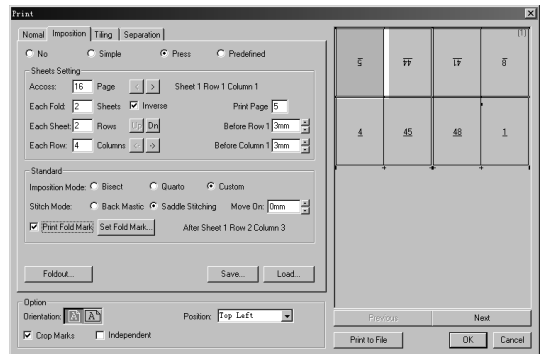 Print
Nomal Imposition Tiling Separation
No Simple Press Predefined
Sheets Setting
Accoss: 16 Page < > Sheet 1 Row 1 Column 1
Each Fold: 2 Sheets Inverse Print Page 5
Each Sheet: 2 Rows Up Dn Before Row 1 3mm
Each Row: 4 Columns < > Before Column 1 3mm
Standard
Imposition Mode: Bisect Quarto Custom
Stitch Mode: Back Mastic Saddle Stitching Move On: 0mm
Print Fold Mark Set Fold Mark... After Sheet 1 Row 2 Column 3
Foldout... Save... Load...
Option
Orientation: A A Position: Top Left
Crop Marks Independent
[1]
5 44 41 8
4 45 48 1
Previous Next
Print to File OK Cancel